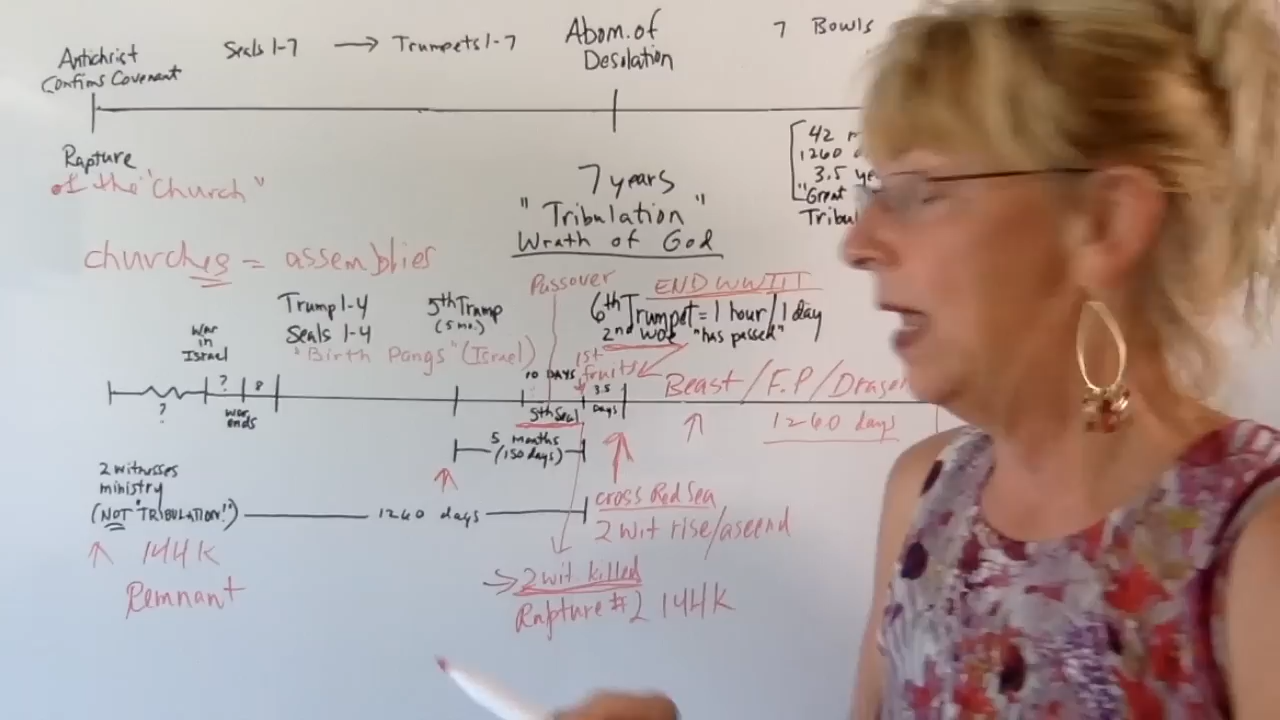 Antichrist
Confirms Covenant
Seals 1-7 → Trumpets 1-7
Abom. of
Desolation
7 Bowls
Rapture
of the "Church"
42
1260
3.5
"Great
7 years
"Tribulation"
Wrath of God
churches = assemblies
Passover
END WWIII
Trump 1-4
Seals 1-4
"Birth Pangs" (Israel)
5th Trump
(5 mo.)
6th Trumpet = 1 hour/1 day
2nd woe "has passed"
War
in
Israel
?
?
8
war
ends
10 DAYS
1st
fruits
3.5
Days
5th Seal
Beast/F.P/Dragon
1260 days
5 months
(150 days)
2 witnesses
ministry
(NOT "TRIBULATION!")
1260 days
144K
Remnant
cross Red Sea
2 wit rise/ascend
2 wit killed
Rapture #2 144K